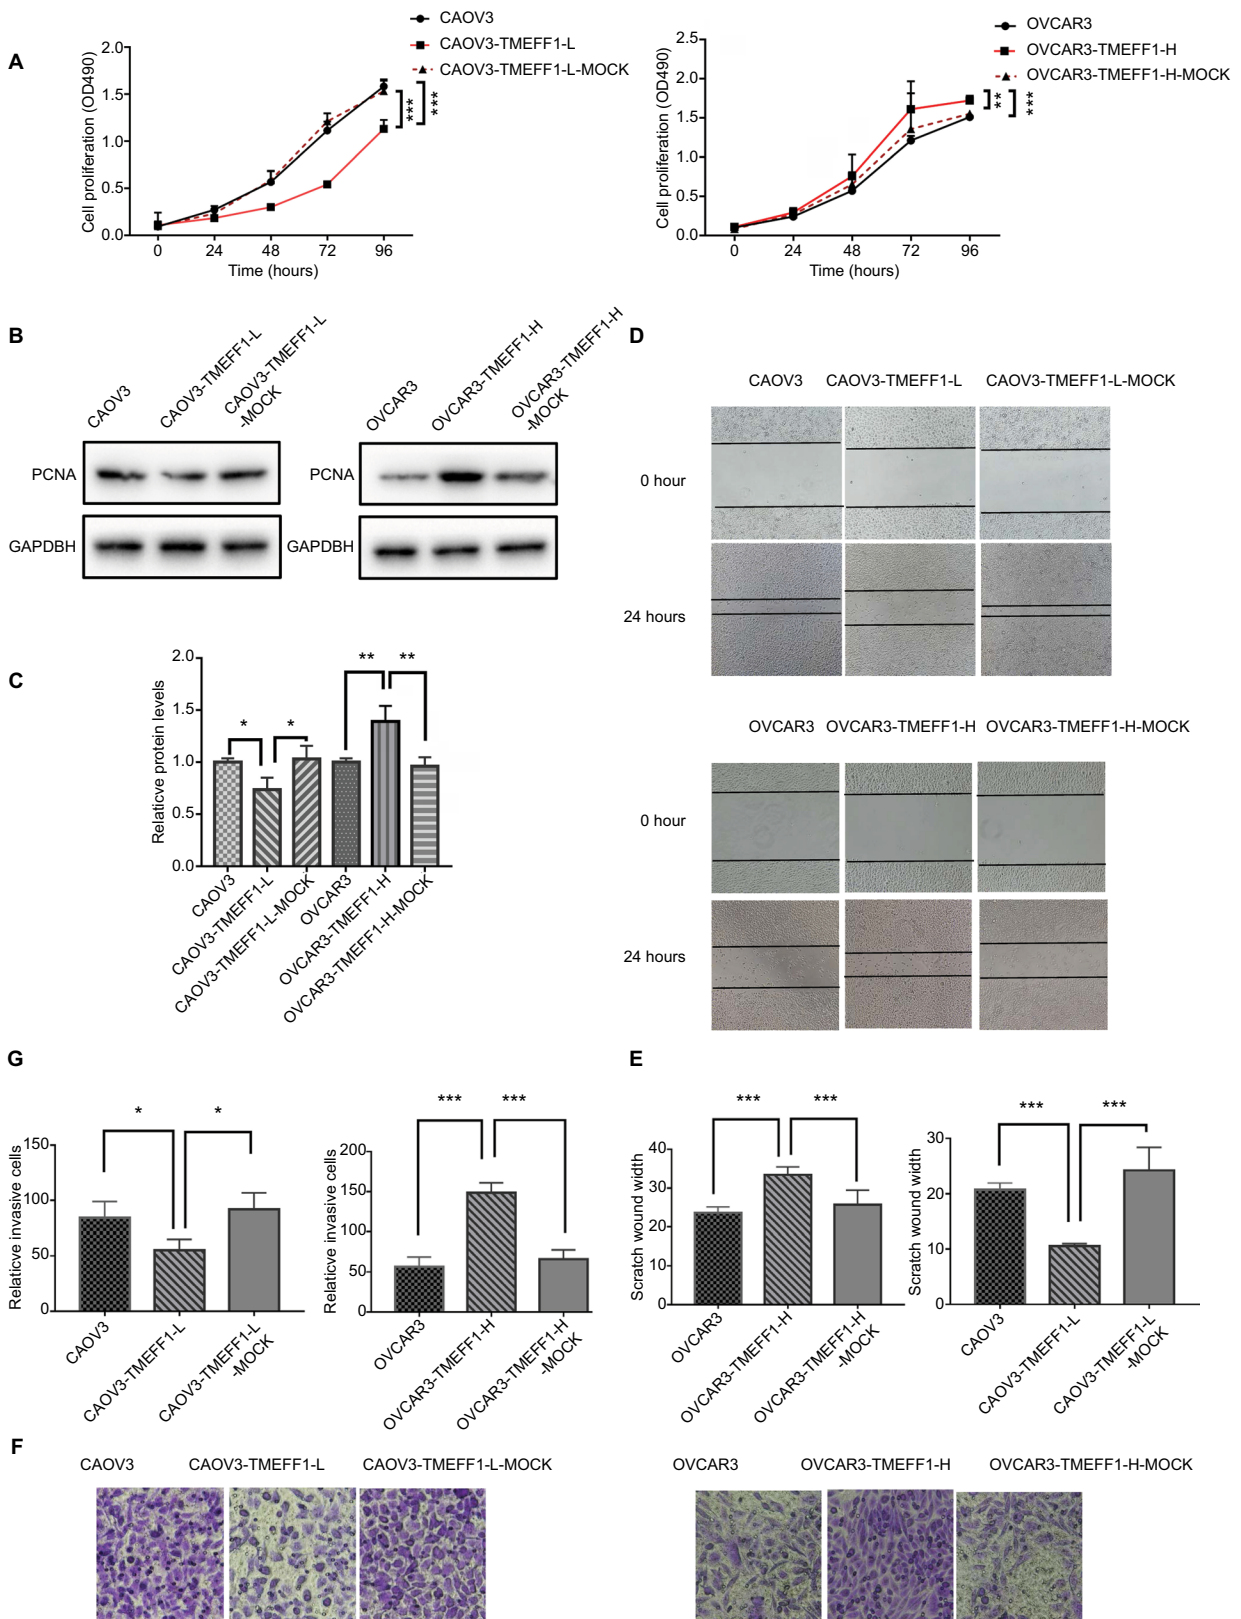 A
CAOV3
CAOV3-TMEFF1-L
CAOV3-TMEFF1-L-MOCK
Cell proliferation (OD490)
2.0
1.5
1.0
0.5
0.0
0 24 48 72 96
Time (hours)
***
***
OVCAR3
OVCAR3-TMEFF1-H
OVCAR3-TMEFF1-H-MOCK
Cell proliferation (OD490)
2.5
2.0
1.5
1.0
0.5
0.0
0 24 48 72 96
Time (hours)
**
***
B
CAOV3
CAOV3-TMEFF1-L
CAOV3-TMEFF1-L
-MOCK
PCNA
GAPDBH
OVCAR3
OVCAR3-TMEFF1-H
OVCAR3-TMEFF1-H
-MOCK
PCNA
GAPDBH
C
Relaticve protein levels
2.0
1.5
1.0
0.5
0.0
* * ** **
CAOV3
CAOV3-TMEFF1-L
CAOV3-TMEFF1-L-MOCK
OVCAR3
OVCAR3-TMEFF1-H
OVCAR3-TMEFF1-H-MOCK
D
CAOV3 CAOV3-TMEFF1-L CAOV3-TMEFF1-L-MOCK
0 hour
24 hours
OVCAR3 OVCAR3-TMEFF1-H OVCAR3-TMEFF1-H-MOCK
0 hour
24 hours
G
Relaticve invasive cells
150
100
50
0
* *
CAOV3
CAOV3-TMEFF1-L
CAOV3-TMEFF1-L
-MOCK
Relaticve invasive cells
200
150
100
50
0
*** ***
OVCAR3
OVCAR3-TMEFF1-H
OVCAR3-TMEFF1-H
-MOCK
E
Scratch wound width
40
30
20
10
0
*** ***
OVCAR3
OVCAR3-TMEFF1-H
OVCAR3-TMEFF1-H
-MOCK
Scratch wound width
30
20
10
0
*** ***
CAOV3
CAOV3-TMEFF1-L
CAOV3-TMEFF1-L
-MOCK
F
CAOV3 CAOV3-TMEFF1-L CAOV3-TMEFF1-L-MOCK
OVCAR3 OVCAR3-TMEFF1-H OVCAR3-TMEFF1-H-MOCK